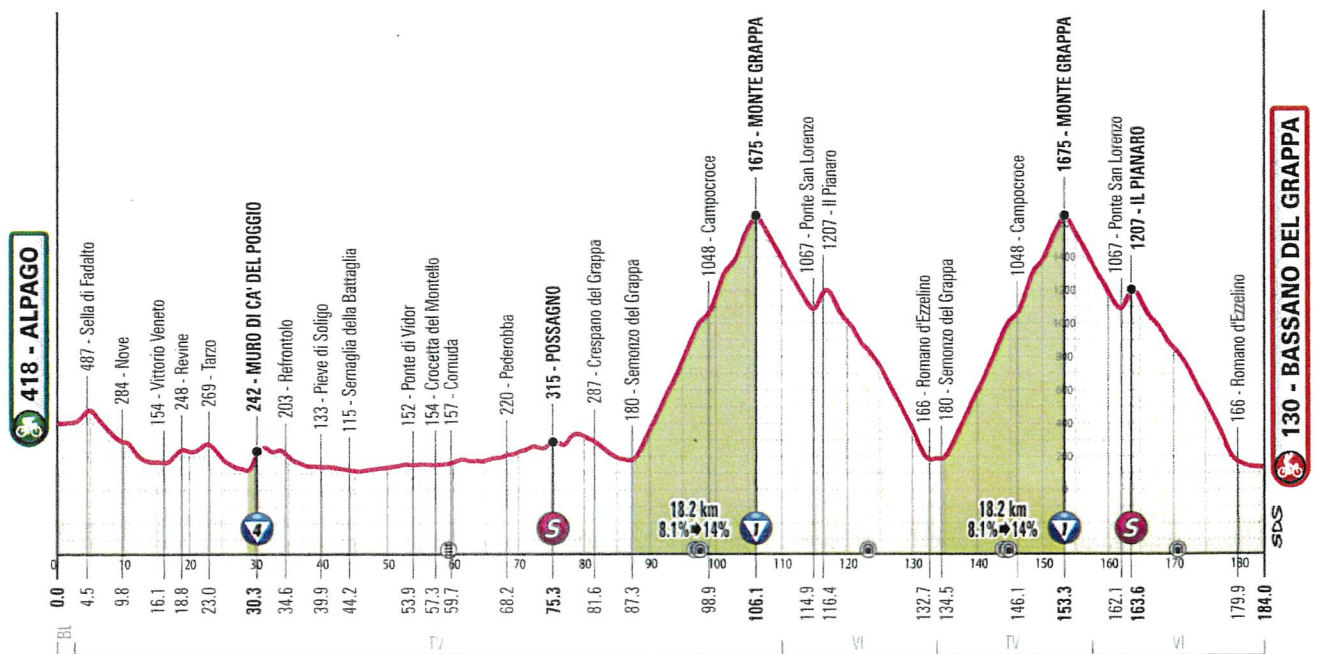 418 - ALPAGO
487 - Sella di Fadalto
284 - Nove
154 - Vittorio Veneto
248 - Revine
269 - Tarzo
242 - MURO DI CA' DEL POGGIO
203 - Refrontolo
133 - Pieve di Soligo
115 - Sernaglia della Battaglia
152 - Ponte di Vidor
154 - Crocetta del Montello
157 - Cornuda
220 - Pederobba
315 - POSSAGNO
287 - Crespano del Grappa
180 - Semonzo del Grappa
1048 - Campocroce
1675 - MONTE GRAPPA
1067 - Ponte San Lorenzo
1207 - Il Pianaro
166 - Romano d'Ezzelino
180 - Semonzo del Grappa
1048 - Campocroce
1675 - MONTE GRAPPA
1067 - Ponte San Lorenzo
1207 - IL PIANARO
166 - Romano d'Ezzelino
130 - BASSANO DEL GRAPPA
1400
1200
1000
800
600
400
200
0
4
S
18.2 km
8.1% 14%
1
18.2 km
8.1% 14%
1
S
SDS
0 10 20 30 40 50 60 70 80 90 100 110 120 130 140 150 160 170 180
0.0
4.5
9.8
16.1
18.8
23.0
30.3
34.6
39.9
44.2
53.9
57.3
59.7
68.2
75.3
81.6
87.3
98.9
106.1
114.9
116.4
132.7
134.5
146.1
153.3
162.1
163.6
179.9
184.0
BL TV VI TV VI